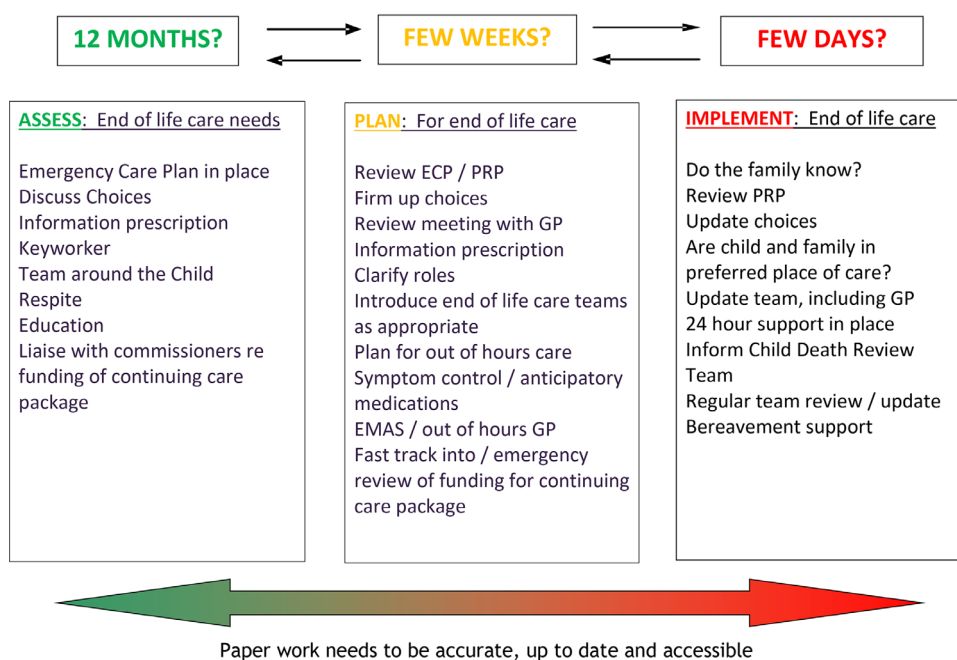 12 MONTHS?
FEW WEEKS?
FEW DAYS?
ASSESS: End of life care needs
Emergency Care Plan in place
Discuss Choices
Information prescription
Keyworker
Team around the Child
Respite
Education
Liaise with commissioners re
funding of continuing care
package
PLAN: For end of life care
Review ECP / PRP
Firm up choices
Review meeting with GP
Information prescription
Clarify roles
Introduce end of life care teams
as appropriate
Plan for out of hours care
Symptom control / anticipatory
medications
EMAS / out of hours GP
Fast track into / emergency
review of funding for continuing
care package
IMPLEMENT: End of life care
Do the family know?
Review PRP
Update choices
Are child and family in
preferred place of care?
Update team, including GP
24 hour support in place
Inform Child Death Review
Team
Regular team review / update
Bereavement support
Paper work needs to be accurate, up to date and accessible